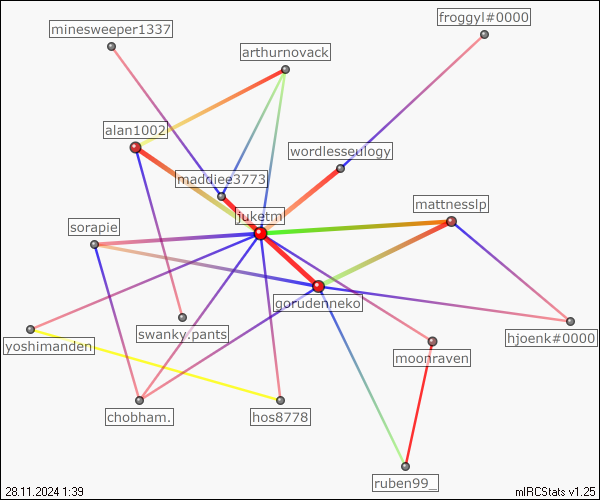 froggyl#0000
minesweeper1337
arthurnovack
alan1002
wordlesseulogy
maddiee3773
mattnesslp
juketm
sorapie
gorudenneko
swanky.pants
hjoenk#0000
yoshimanden
moonraven
chobham.
hos8778
ruben99_
28.11.2024 1:39
mIRCStats v1.25